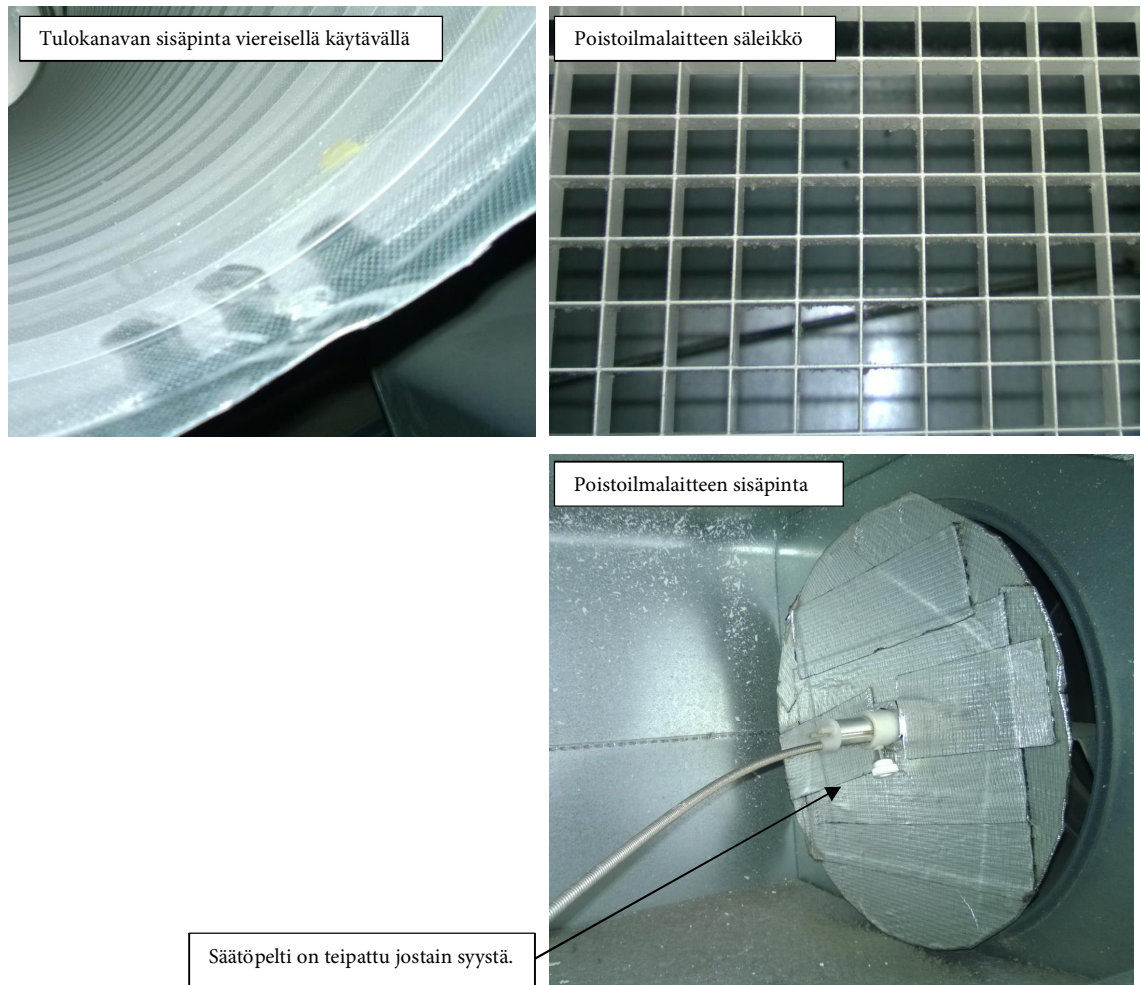 Tulokanavan sisäpinta viereisellä käytävällä
Poistoilmalaitteen säleikkö
Poistoilmalaitteen sisäpinta
Säätöpelti on teipattu jostain syystä.